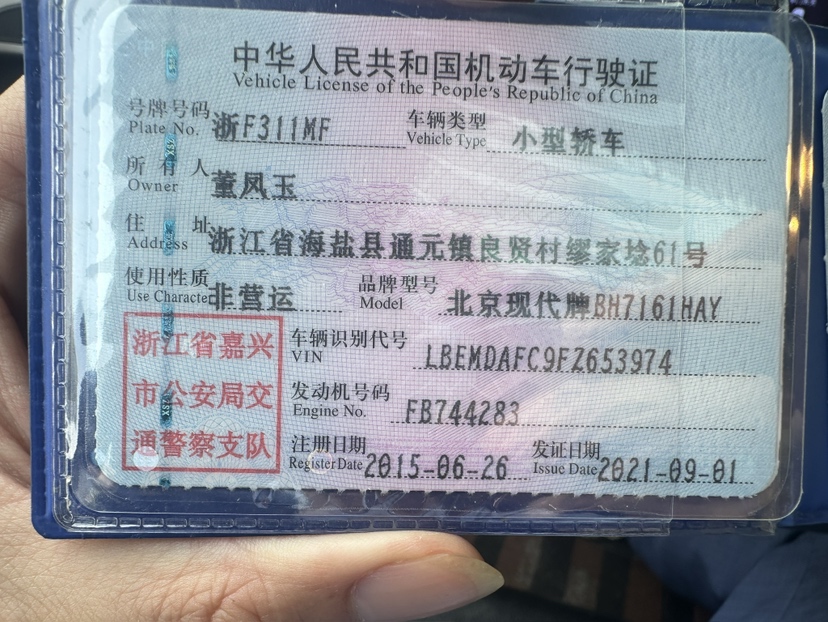 中华人民共和国机动车行驶证
Vehicle License of the People's Republic of China
号牌号码 浙F311MF 车辆类型 小型轿车
Plate No. Vehicle Type
所有人 董凤玉
Owner
住址 浙江省海盐县通元镇良贤村缪家埝61号
Address
使用性质 非营运 品牌型号 北京现代牌BH7161HAY
Use Character Model
浙江省嘉兴
市公安局交
通警察支队
车辆识别代号 LBEMDAFC9FZ653974
VIN
发动机号码 FB744283
Engine No.
注册日期 2015-06-26 发证日期 2021-09-01
Register Date Issue Date